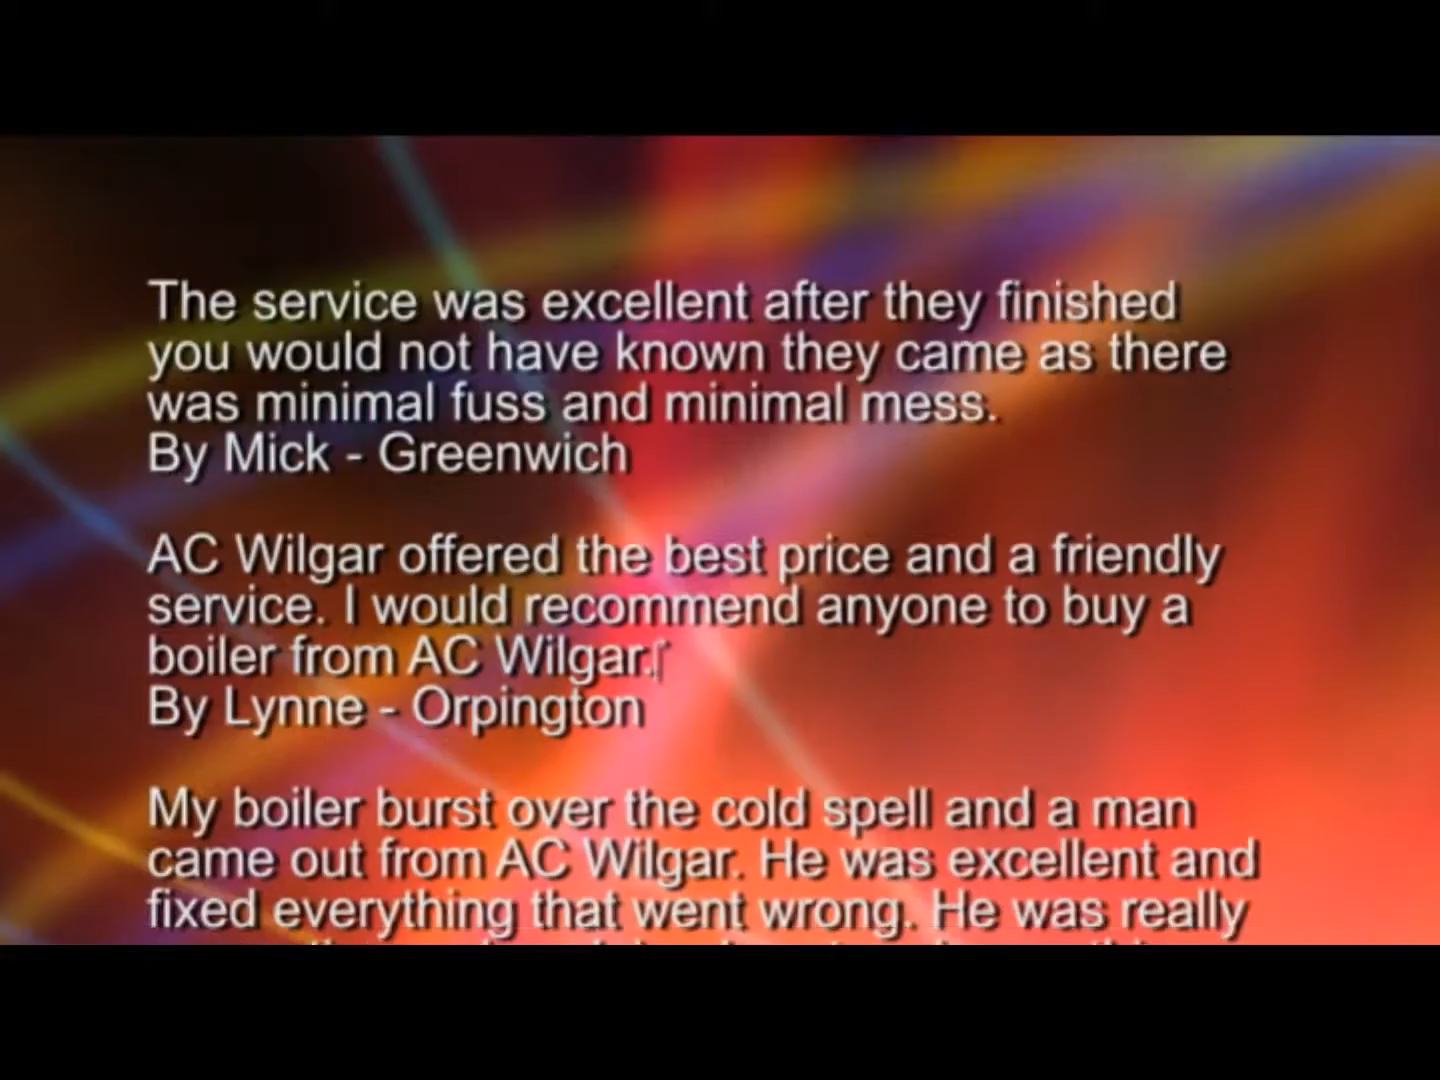 The service was excellent after they finished
you would not have known they came as there
was minimal fuss and minimal mess.
By Mick - Greenwich
AC Wilgar offered the best price and a friendly
service. I would recommend anyone to buy a
boiler from AC Wilgar.
By Lynne - Orpington
My boiler burst over the cold spell and a man
came out from AC Wilgar. He was excellent and
fixed everything that went wrong. He was really